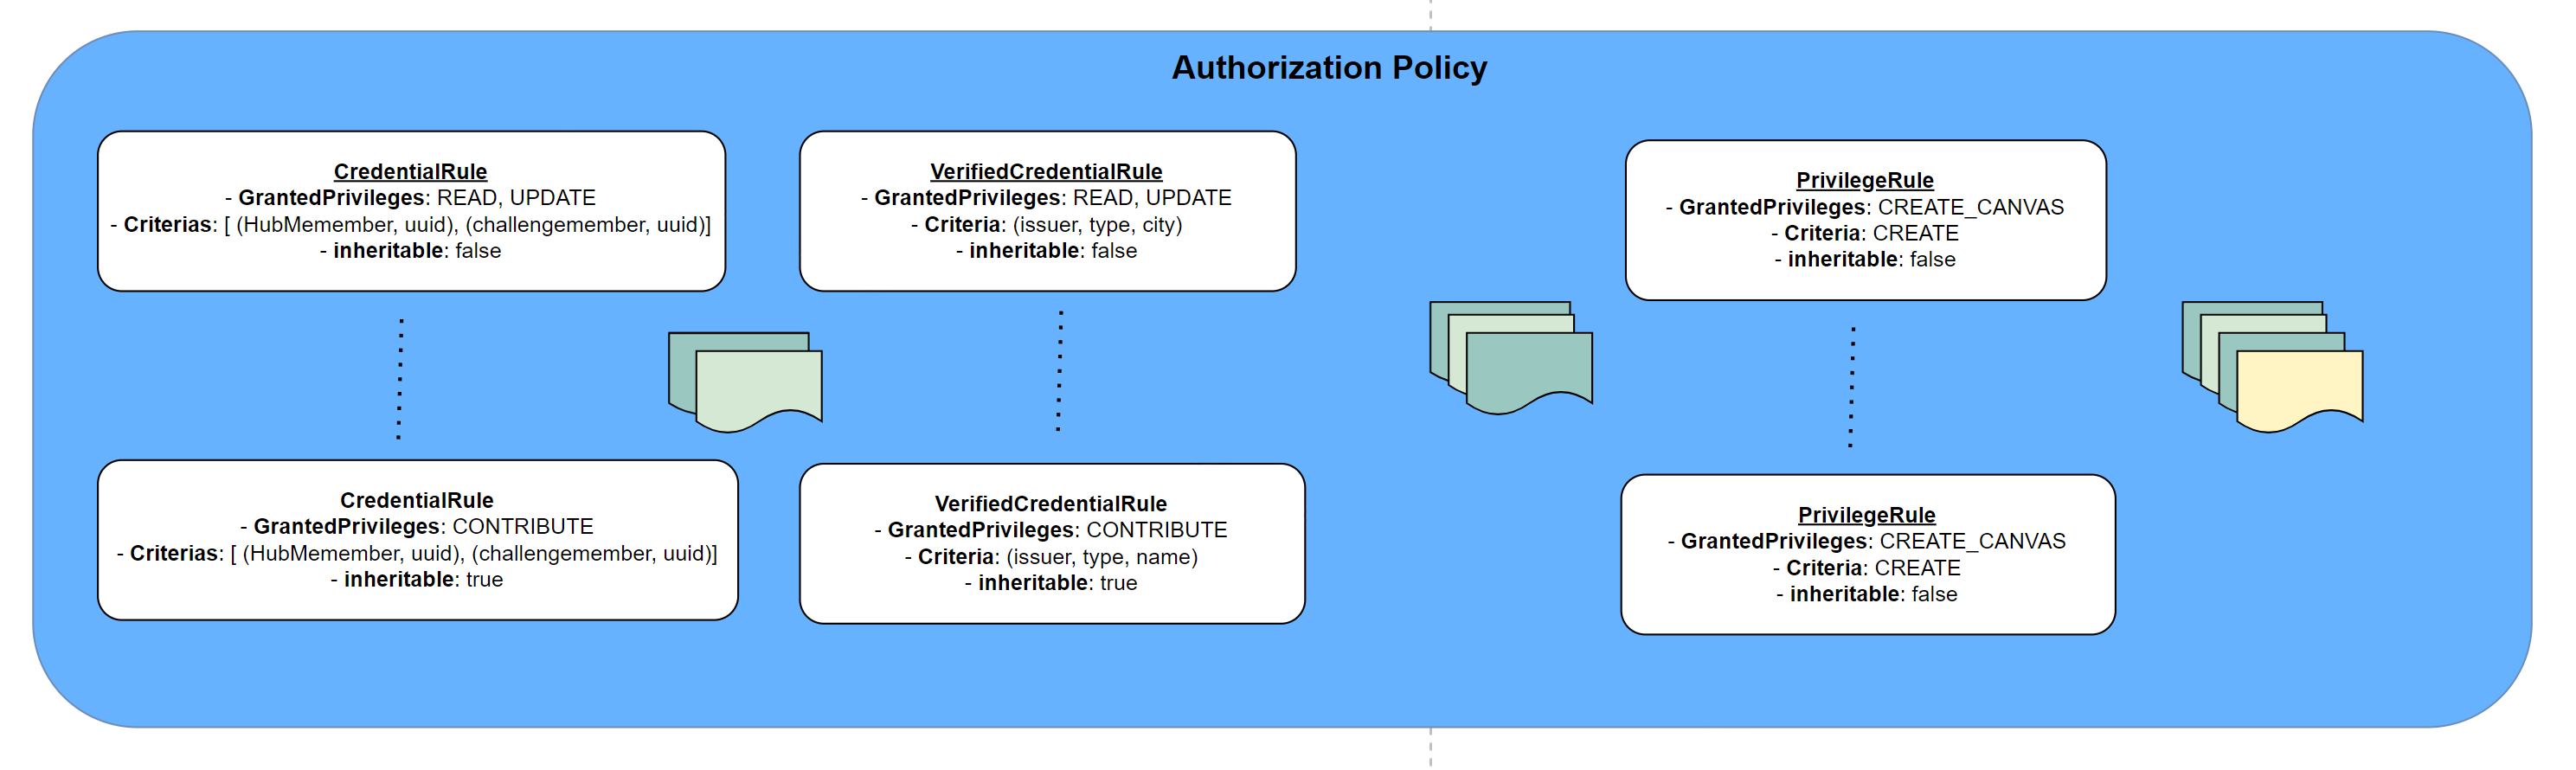 Authorization Policy
CredentialRule
- GrantedPrivileges: READ, UPDATE
- Criterias: [ (HubMemember, uuid), (challengemember, uuid)]
- inheritable: false
VerifiedCredentialRule
- GrantedPrivileges: READ, UPDATE
- Criteria: (issuer, type, city)
- inheritable: false
PrivilegeRule
- GrantedPrivileges: CREATE_CANVAS
- Criteria: CREATE
- inheritable: false
CredentialRule
- GrantedPrivileges: CONTRIBUTE
- Criterias: [ (HubMemember, uuid), (challengemember, uuid)]
- inheritable: true
VerifiedCredentialRule
- GrantedPrivileges: CONTRIBUTE
- Criteria: (issuer, type, name)
- inheritable: true
PrivilegeRule
- GrantedPrivileges: CREATE_CANVAS
- Criteria: CREATE
- inheritable: false